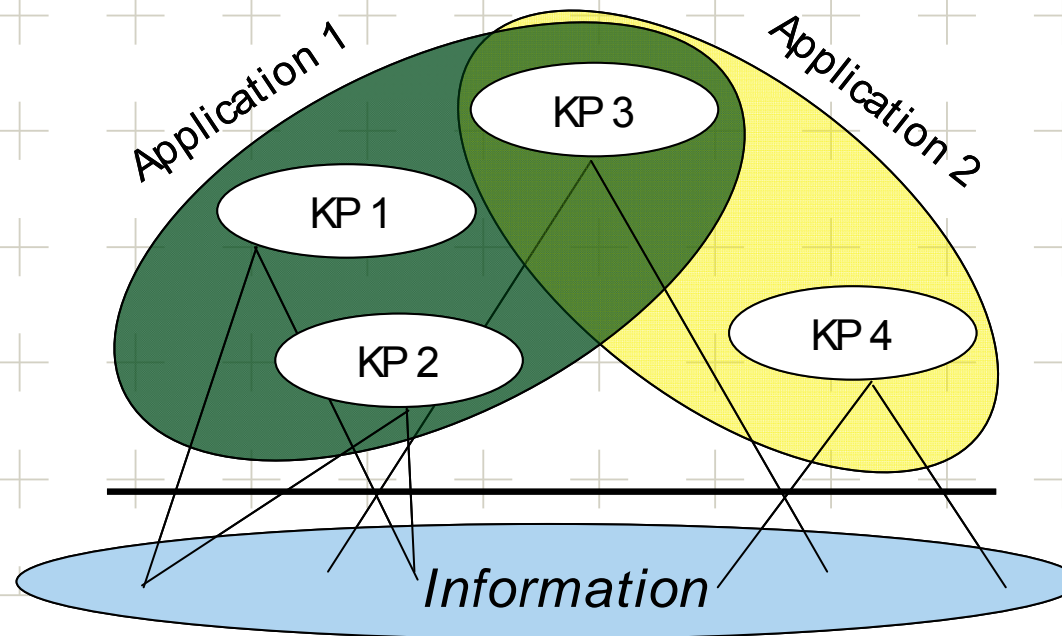 Application 1
Application 2
KP 3
KP 1
KP 4
KP 2
Information